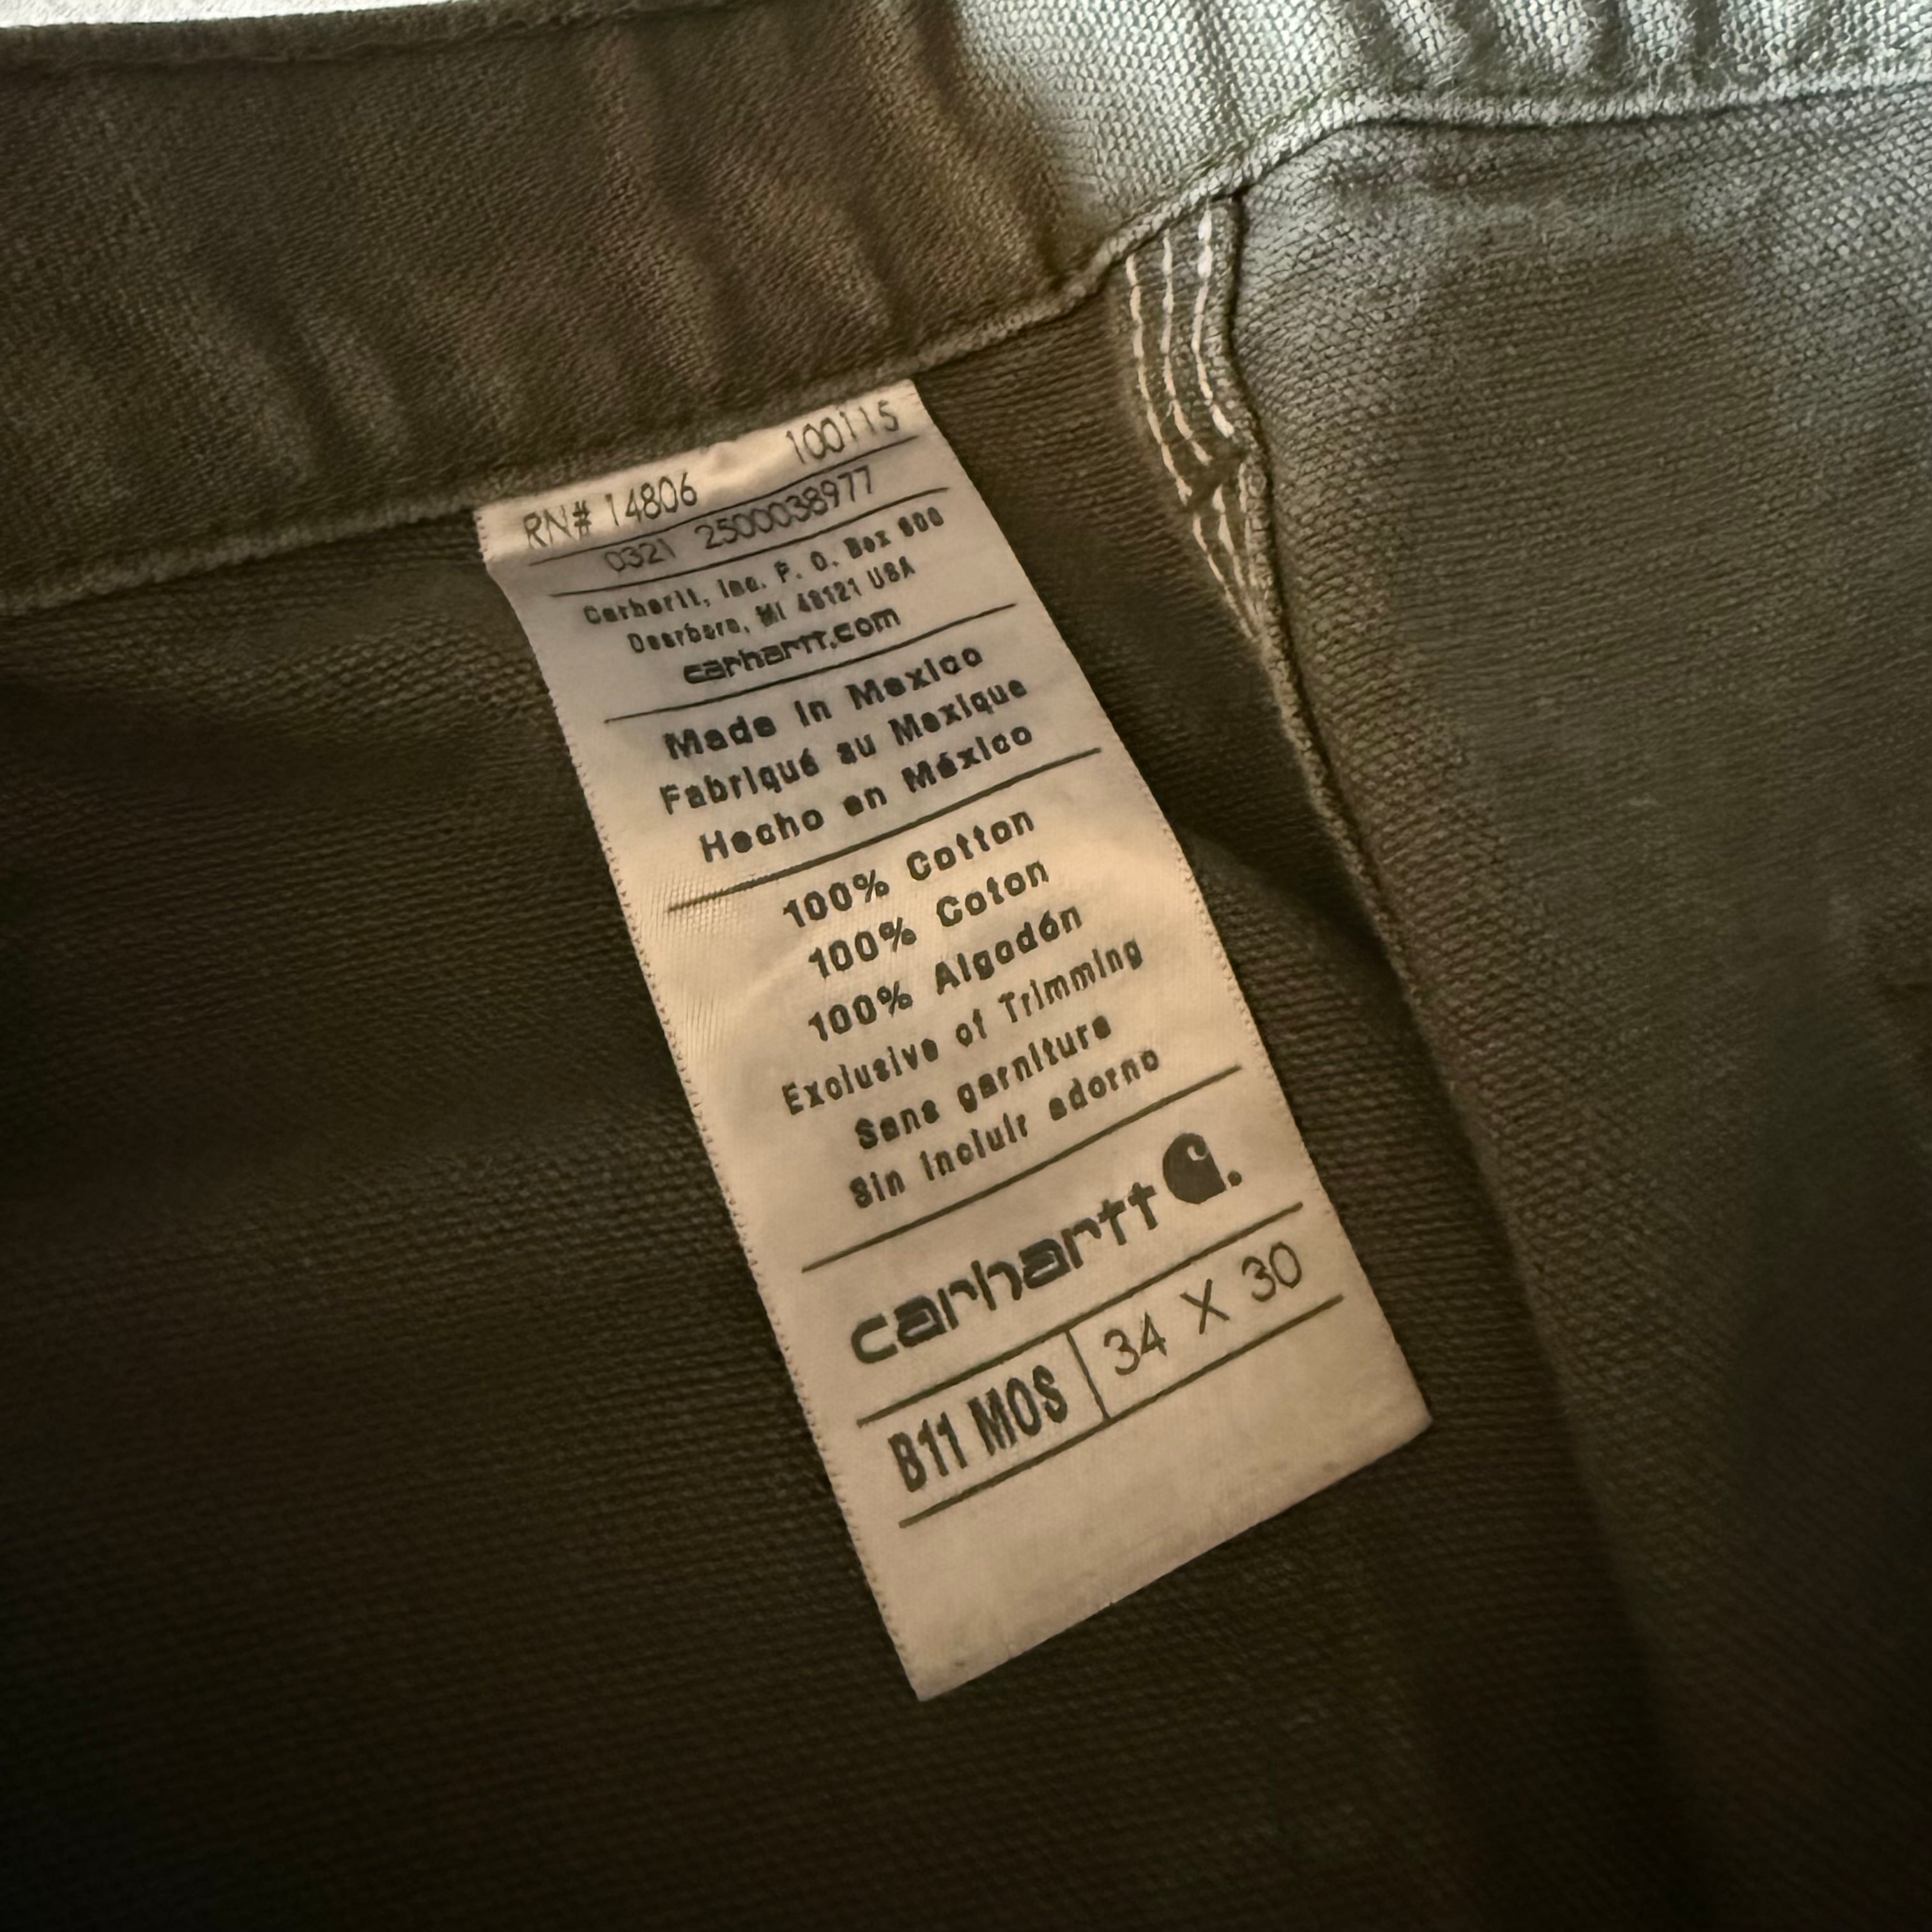 RN# 14806 100115
0321 2500038977
Carhartt, Inc. P. O. Box 600
Dearborn, MI 48121 USA
carhartt.com
Made in Mexico
Fabriqué au Mexique
Hecho en México
100% Cotton
100% Coton
100% Algodón
Exclusive of Trimming
Sans garniture
Sin incluir adorno
carhartt
B11 MOS 34 X 30